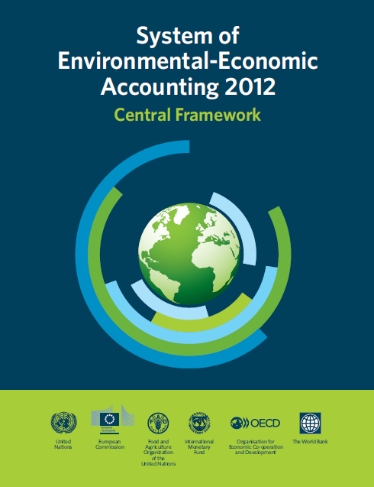 System of
Environmental-Economic
Accounting 2012
Central Framework
OECD
United
Nations
European
Commission
Food and
Agriculture
Organization
of the
United Nations
International
Monetary
Fund
Organisation for
Economic Co-operation
and Development
The World Bank